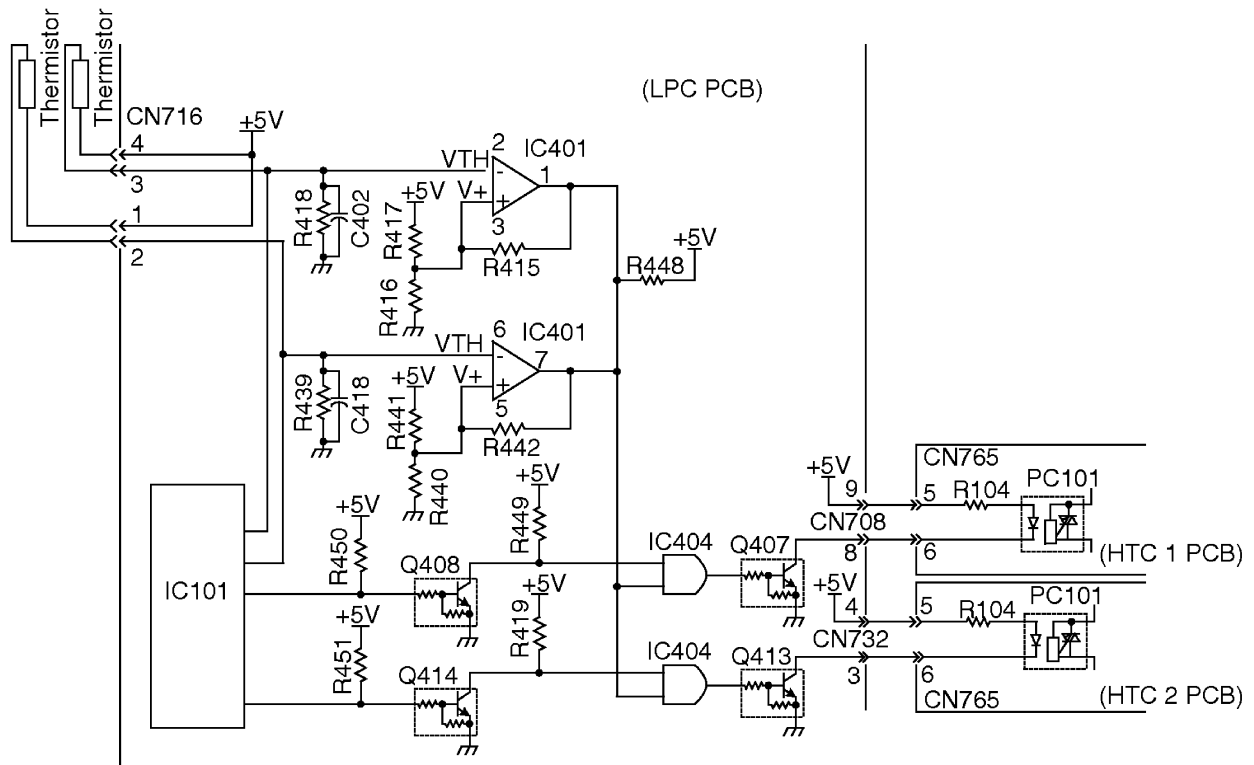 Thermistor
Thermistor
(LPC PCB)
CN716
+5V
4
3
1
2
VTH
2
IC401
1
V+
3
+5V
R418
C402
R417
R415
R416
+5V
R448
VTH
6
IC401
7
V+
5
+5V
R439
C418
R441
R442
R440
+5V
R449
+5V
R450
IC101
Q408
+5V
R451
Q414
+5V
R419
IC404
Q407
IC404
Q413
+5V
9
CN708
8
CN765
5
R104
PC101
6
(HTC 1 PCB)
+5V
4
CN732
3
5
R104
PC101
6
CN765
(HTC 2 PCB)